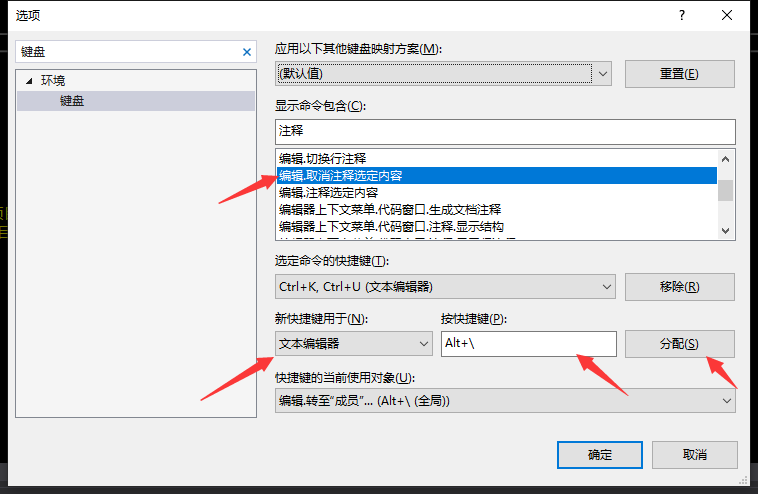 选项
键盘
环境
键盘
应用以下其他键盘映射方案(M):
(默认值)
重置(E)
显示命令包含(C):
注释
编辑.切换行注释
编辑.取消注释选定内容
编辑.注释选定内容
编辑器上下文菜单.代码窗口.生成文档注释
编辑器上下文菜单.代码窗口.注释.显示结构
选定命令的快捷键(T):
Ctrl+K, Ctrl+U (文本编辑器)
移除(R)
新快捷键用于(N):
按快捷键(P):
文本编辑器
Alt+\
分配(S)
快捷键的当前使用对象(U):
编辑.转至“成员”... (Alt+\ (全局))
确定
取消